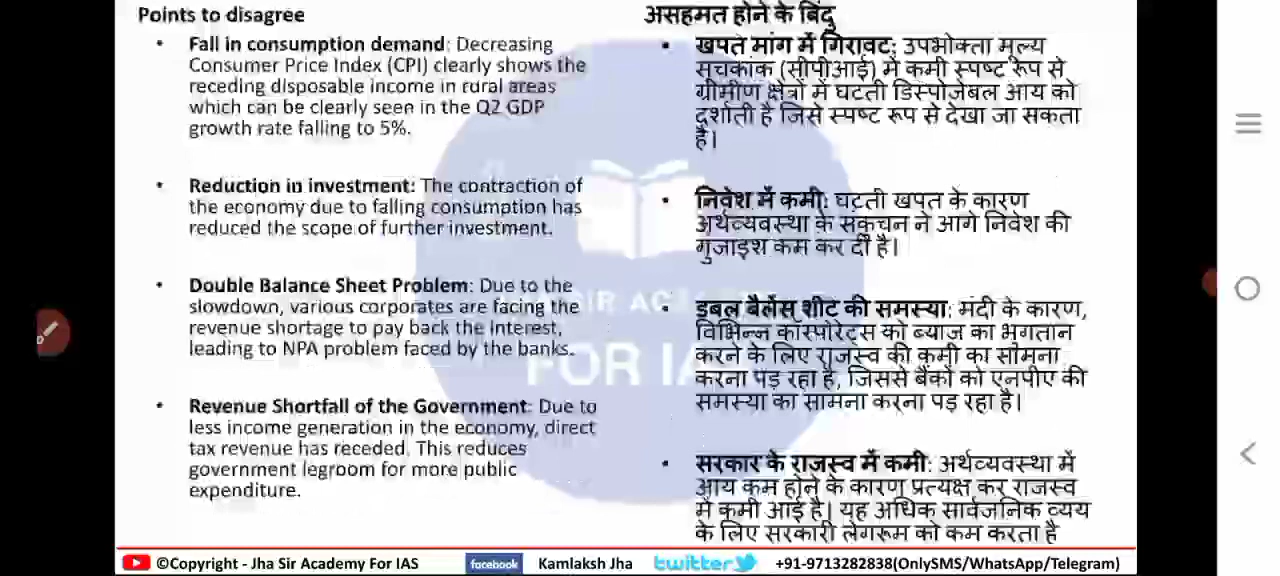 Points to disagree
• Fall in consumption demand: Decreasing
Consumer Price Index (CPI) clearly shows the
receding disposable income in rural areas
which can be clearly seen in the Q2 GDP
growth rate falling to 5%.
• Reduction in investment: The contraction of
the economy due to falling consumption has
reduced the scope of further investment.
• Double Balance Sheet Problem: Due to the
slowdown, various corporates are facing the
revenue shortage to pay back the interest,
leading to NPA problem faced by the banks.
• Revenue Shortfall of the Government: Due to
less income generation in the economy, direct
tax revenue has receded. This reduces
government legroom for more public
expenditure.
असहमत होने के बिंदु
• खपत मांग में गिरावट: उपभोक्ता मूल्य
सूचकांक (सीपीआई) में कमी स्पष्ट रूप से
ग्रामीण क्षेत्रों में घटती डिस्पोजेबल आय को
दर्शाती है जिसे स्पष्ट रूप से देखा जा सकता
है।
• निवेश में कमी: घटती खपत के कारण
अर्थव्यवस्था के संकुचन ने आगे निवेश की
गुंजाइश कम कर दी है।
• डबल बैलेंस शीट की समस्या: मंदी के कारण,
विभिन्न कॉरपोरेट्स को ब्याज का भुगतान
करने के लिए राजस्व की कमी का सामना
करना पड़ रहा है, जिससे बैंकों को एनपीए की
समस्या का सामना करना पड़ रहा है।
• सरकार के राजस्व में कमी: अर्थव्यवस्था में
आय कम होने के कारण प्रत्यक्ष कर राजस्व
में कमी आई है। यह अधिक सार्वजनिक व्यय
के लिए सरकारी लेगरूम को कम करता है
SIR ACA
FOR IA
©Copyright - Jha Sir Academy For IAS facebook Kamlaksh Jha twitter +91-9713282838(OnlySMS/WhatsApp/Telegram)